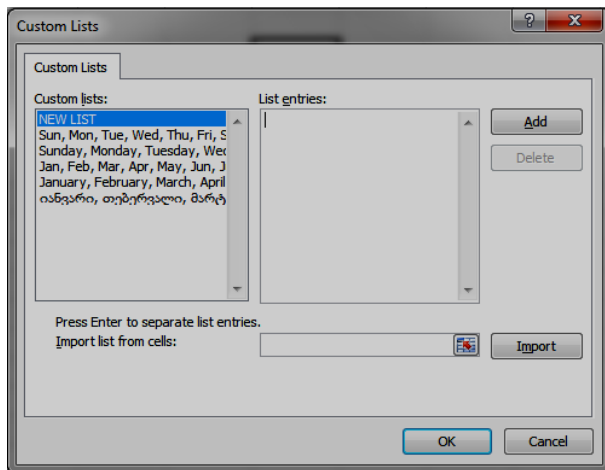 Custom Lists
Custom Lists
Custom lists:
NEW LIST
Sun, Mon, Tue, Wed, Thu, Fri, S
Sunday, Monday, Tuesday, Wed
Jan, Feb, Mar, Apr, May, Jun, J
January, February, March, April
იანვარი, თებერვალი, მარტ
List entries:
Add
Delete
Press Enter to separate list entries.
Import list from cells:
Import
OK
Cancel